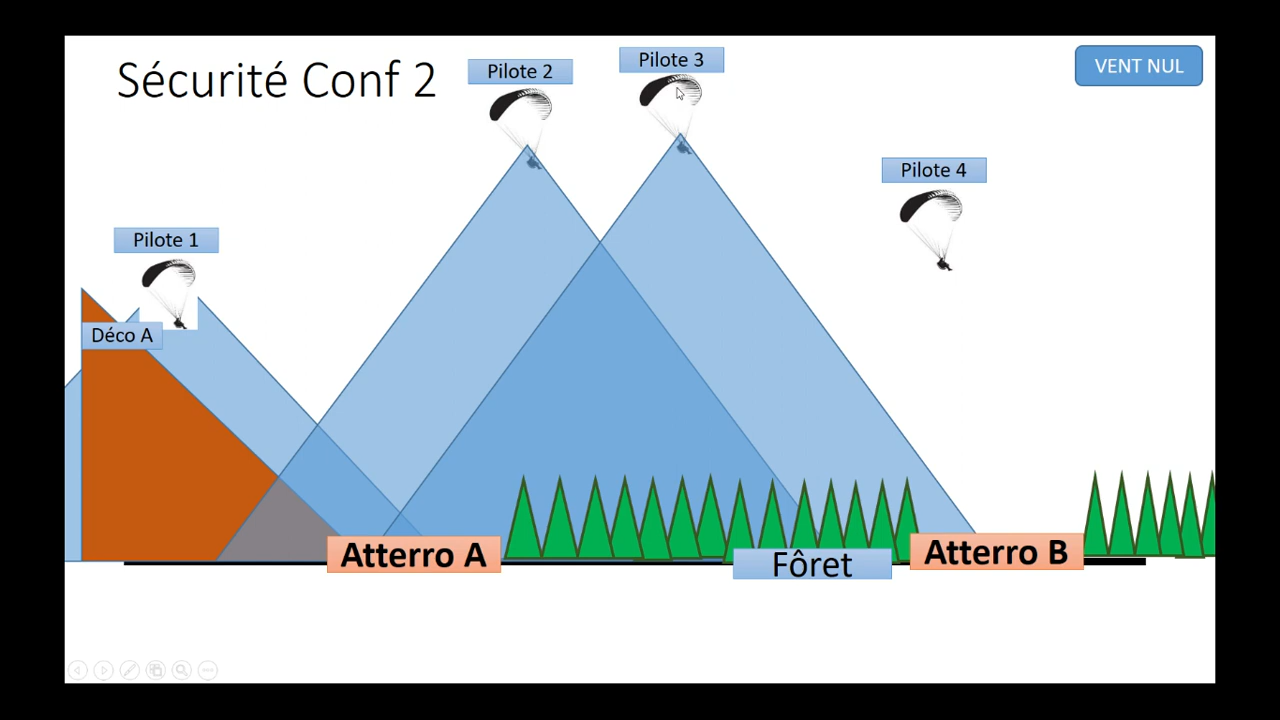 Sécurité Conf 2
Pilote 2
Pilote 3
VENT NUL
Pilote 4
Pilote 1
Déco A
Atterro A
Fôret
Atterro B